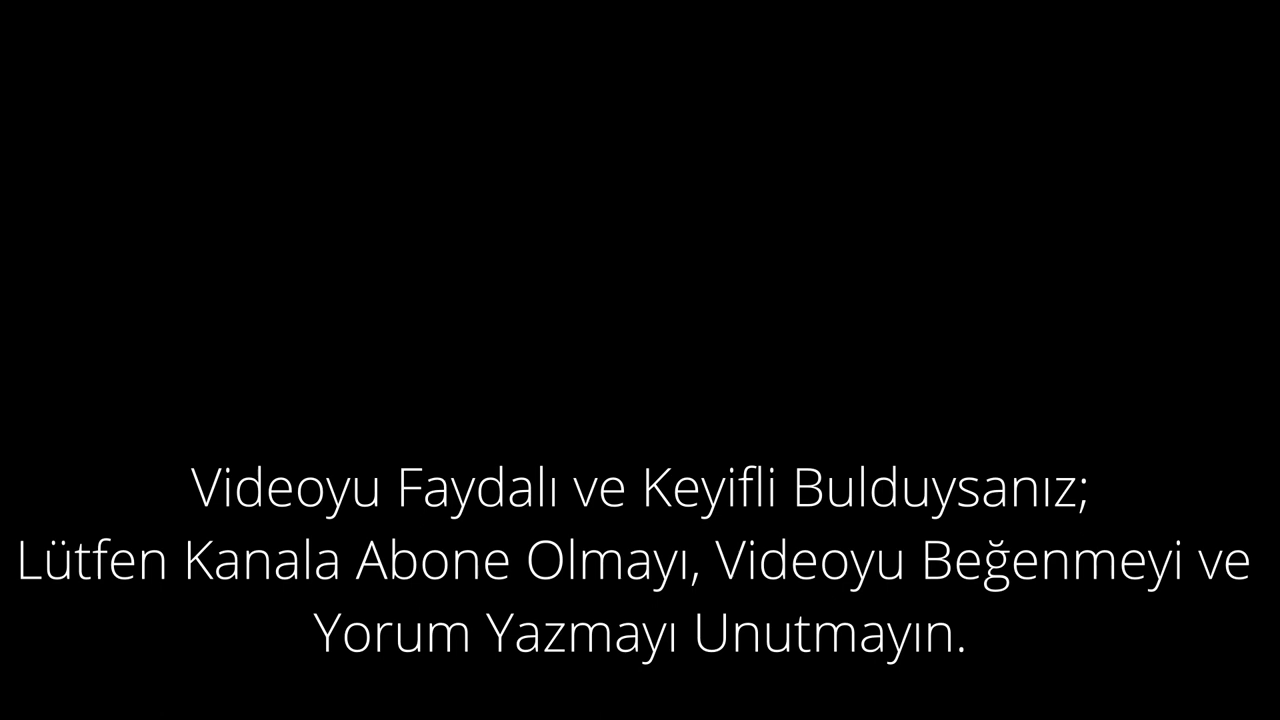 Videoyu Faydalı ve Keyifli Bulduysanız;
Lütfen Kanala Abone Olmayı, Videoyu Beğenmeyi ve
Yorum Yazmayı Unutmayın.